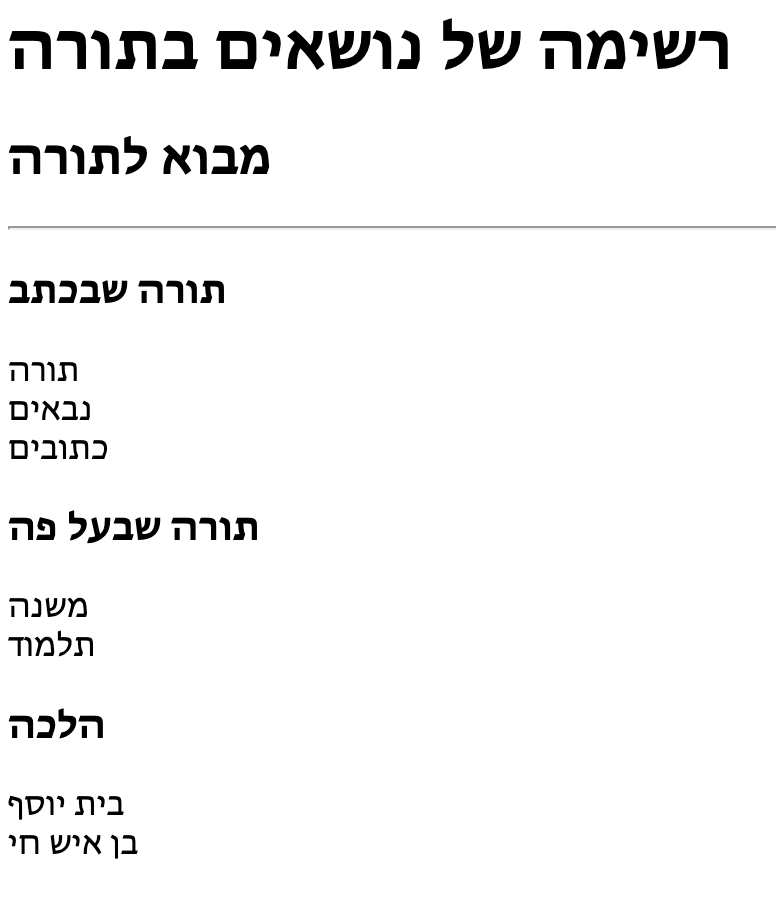 רשימה של נושאים בתורה
מבוא לתורה
תורה שבכתב
תורה
נבאים
כתובים
תורה שבעל פה
משנה
תלמוד
הלכה
בית יוסף
בן איש חי